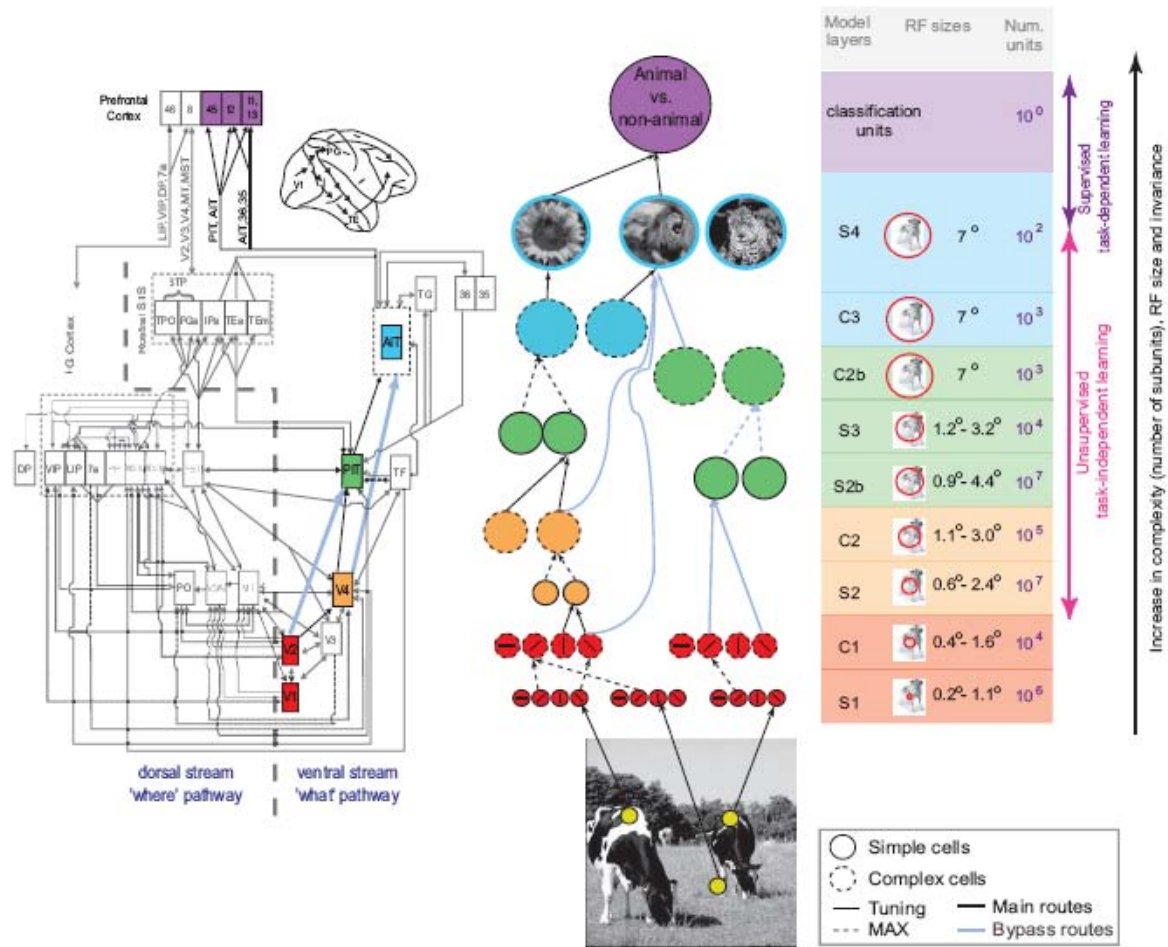 Prefrontal
Cortex
46
8
45
12
11,
13
LIP,VIP,DP,7a
V2,V3,V4,MT,MST
PIT, AIT
AIT,36,35
PG
V1
TE
STP
Rostral STS
TPO
PGa
IPa
TEa
TEm
TG
36
35
AIT
DP
VIP
LIP
7a
PIT
TF
PO
V4
V3
V2
V1
dorsal stream
'where' pathway
ventral stream
'what' pathway
Animal
vs.
non-animal
Model
layers
RF sizes
Num.
units
classification
units
10⁰
S4
7°
10²
C3
7°
10³
C2b
7°
10³
S3
1.2°- 3.2°
10⁴
S2b
0.9°- 4.4°
10⁷
C2
1.1°- 3.0°
10⁵
S2
0.6°- 2.4°
10⁷
C1
0.4°- 1.6°
10⁴
S1
0.2°- 1.1°
10⁶
Supervised
task-dependent learning
Unsupervised
task-independent learning
Increase in complexity (number of subunits), RF size and invariance
Simple cells
Complex cells
Tuning
Main routes
MAX
Bypass routes